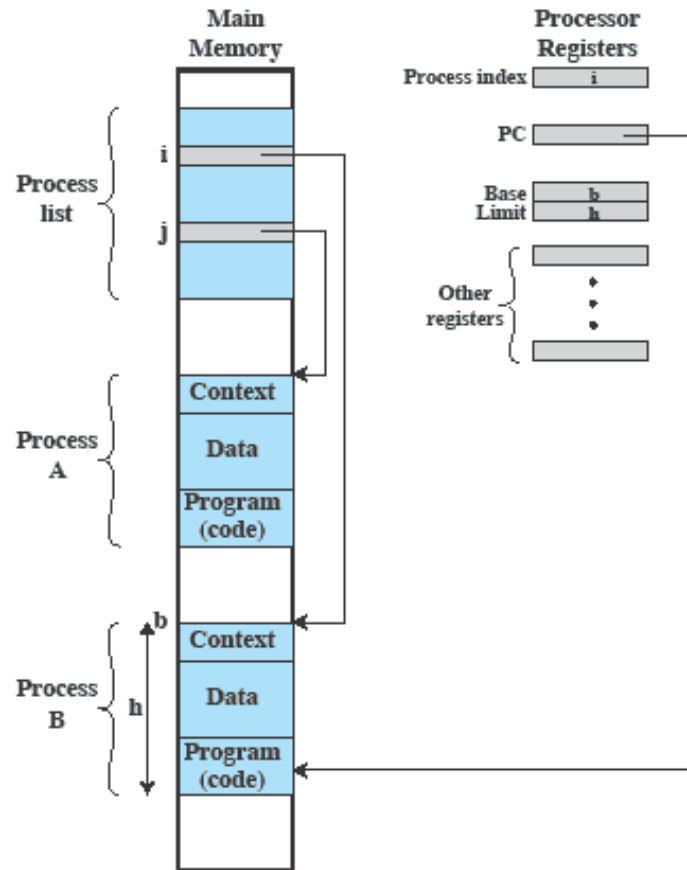 Main
Memory
Processor
Registers
Process index
i
PC
Base
b
Limit
h
Other
registers
Process
list
i
j
Process
A
Context
Data
Program
(code)
Process
B
b
h
Context
Data
Program
(code)